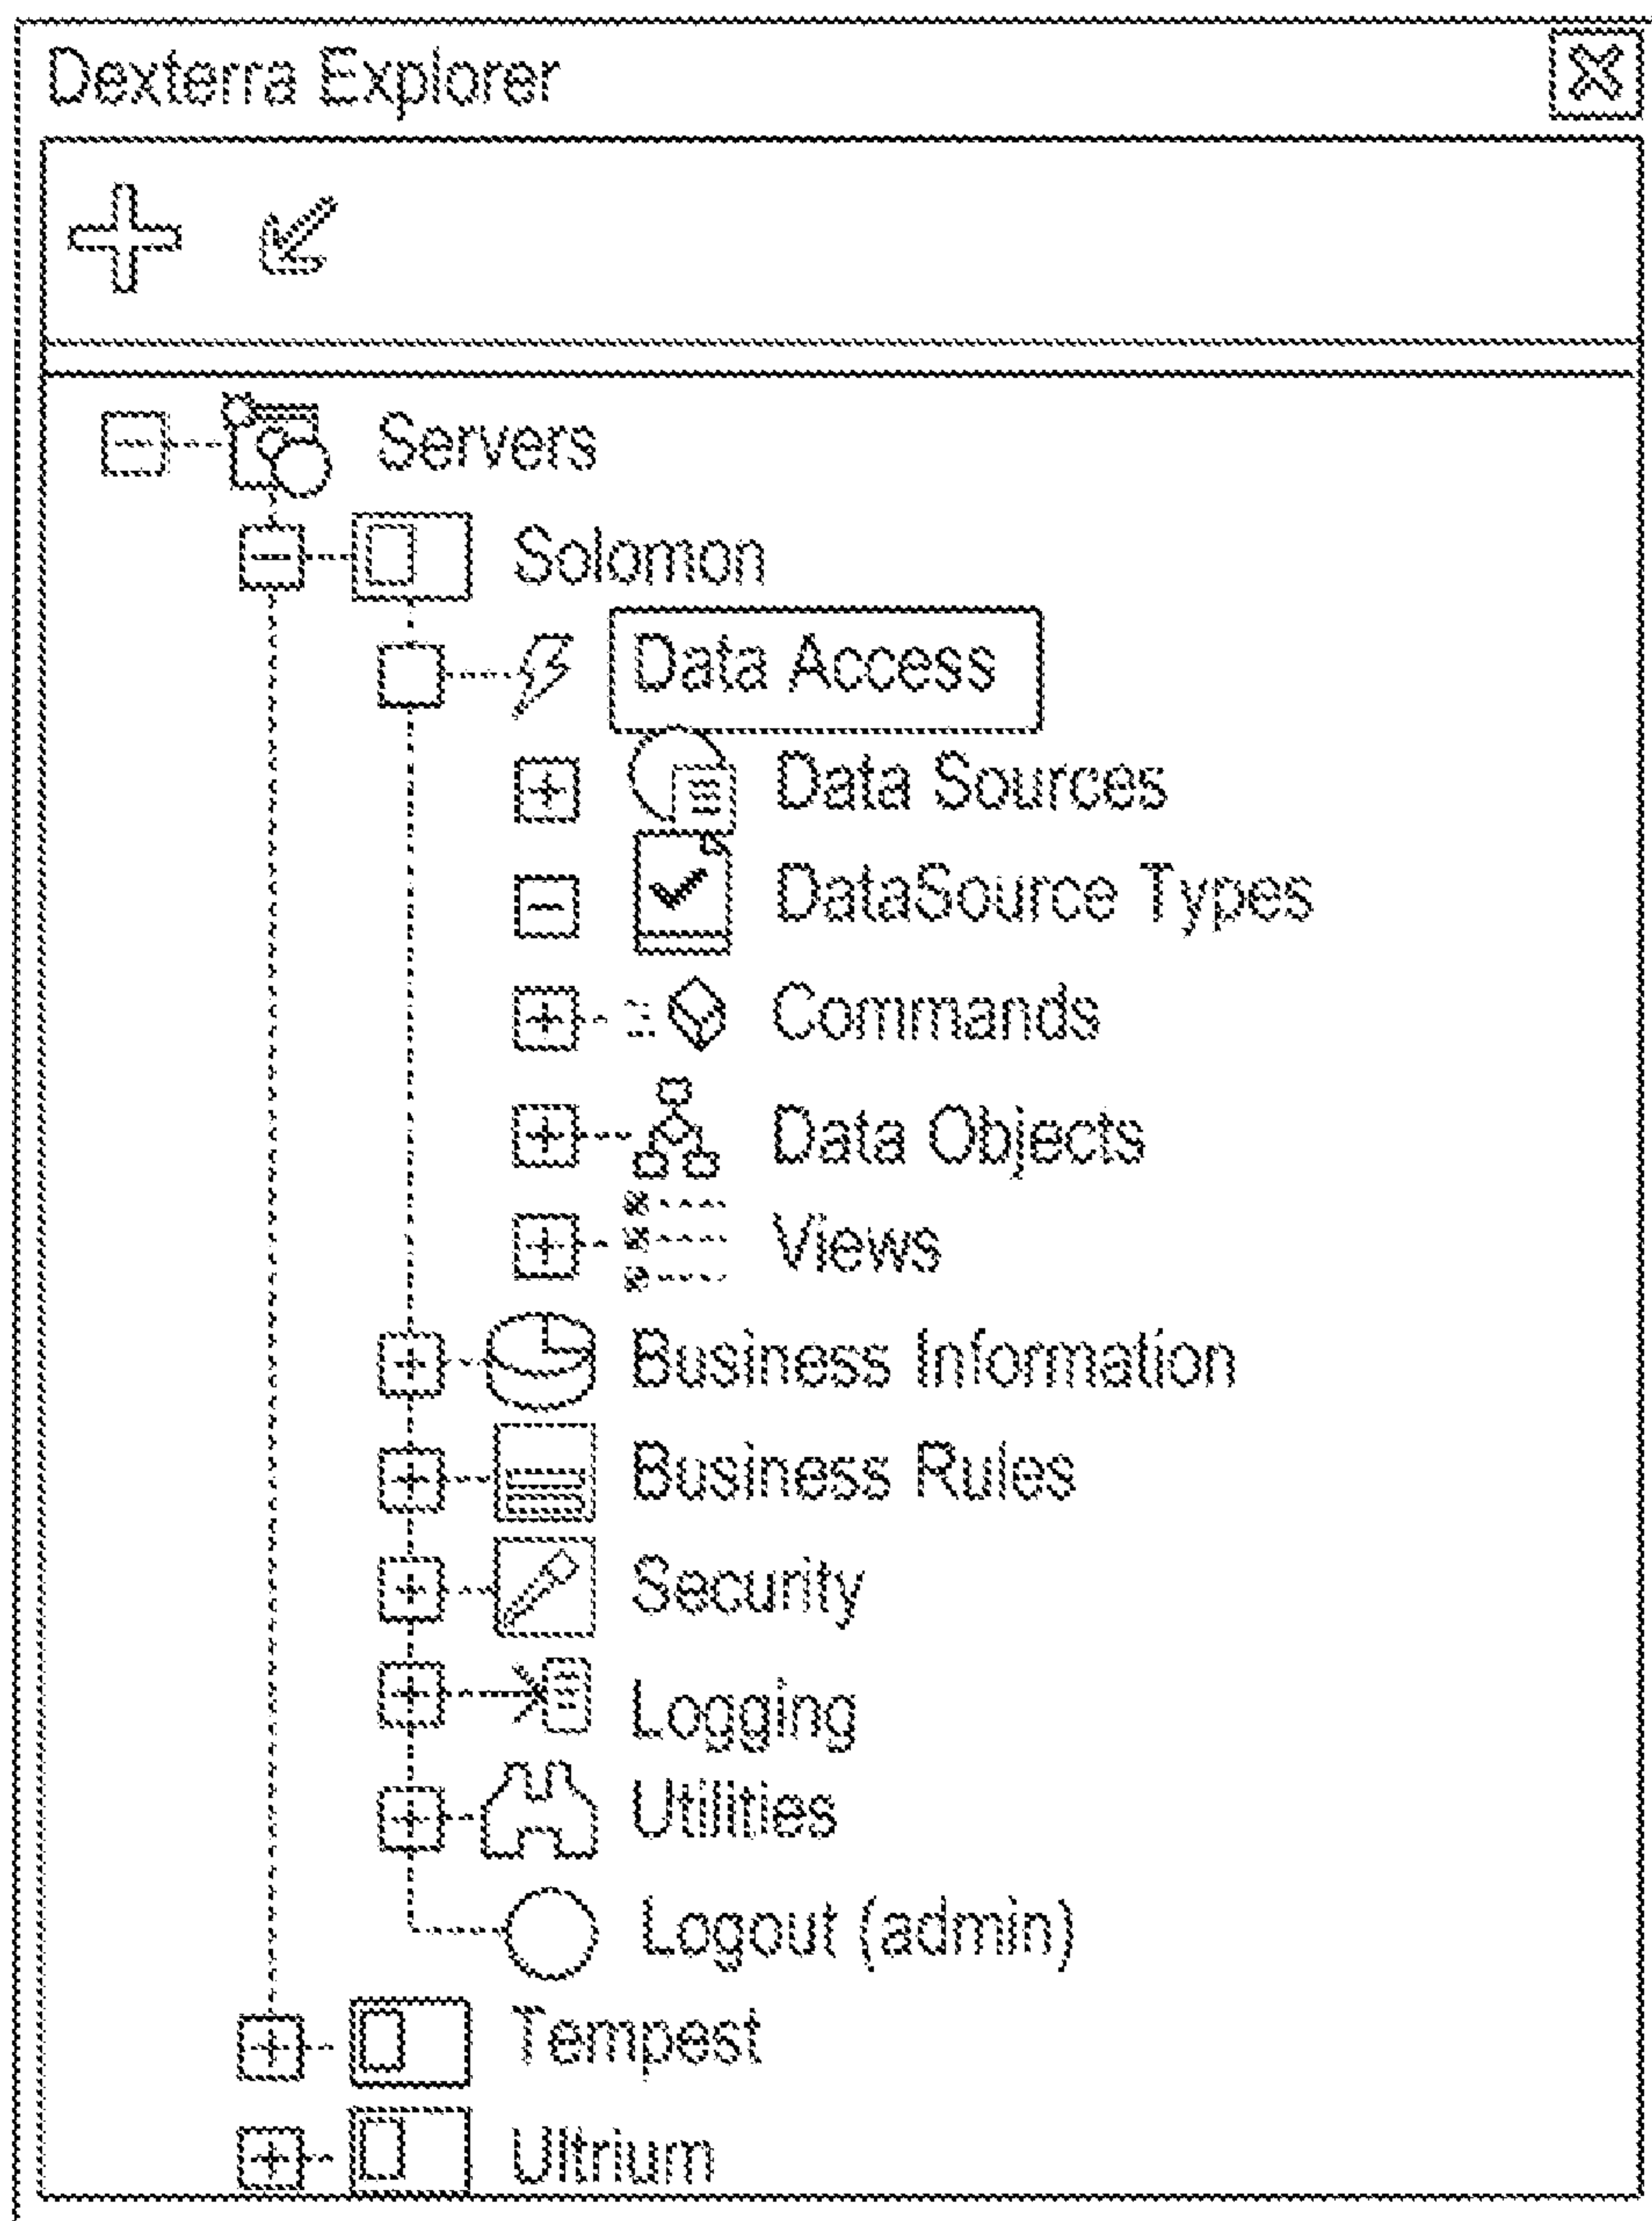 Dexterra Explorer
Servers
Solomon
Data Access
Data Sources
DataSource Types
Commands
Data Objects
Views
Business Information
Business Rules
Security
Logging
Utilities
Logout (admin)
Tempest
Ultrium